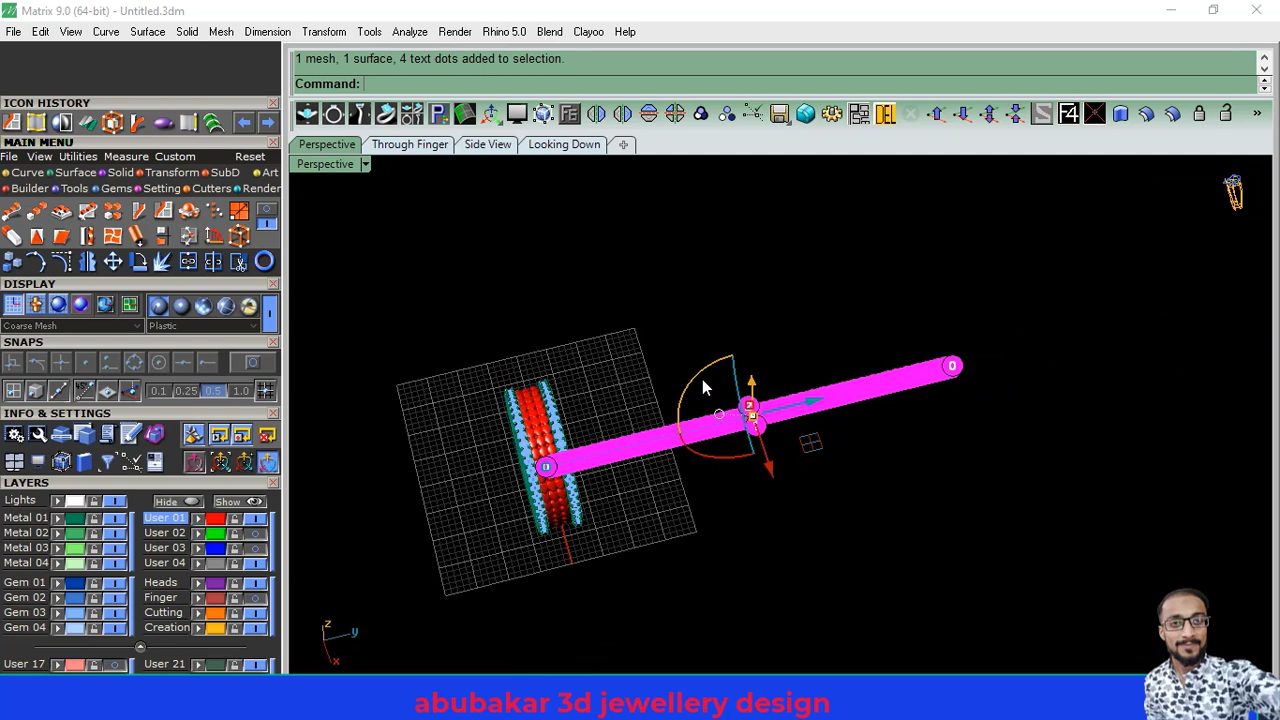 Matrix 9.0 (64-bit) - Untitled.3dm
File Edit View Curve Surface Solid Mesh Dimension Transform Tools Analyze Render Rhino 5.0 Blend Clayoo Help
1 mesh, 1 surface, 4 text dots added to selection.
Command:
ICON HISTORY
MAIN MENU
File View Utilities Measure Custom Reset
Curve Surface Solid Transform SubD Art
Builder Tools Gems Setting Cutters Render
DISPLAY
Coarse Mesh Plastic
SNAPS
0.1 0.25 0.5 1.0
INFO & SETTINGS
LAYERS
Lights Hide Show
Metal 01 User 01
Metal 02 User 02
Metal 03 User 03
Metal 04 User 04
Gem 01 Heads
Gem 02 Finger
Gem 03 Cutting
Gem 04 Creation
User 17 User 21
F4
Perspective Through Finger Side View Looking Down
Perspective
0
z
y
x
abubakar 3d jewellery design